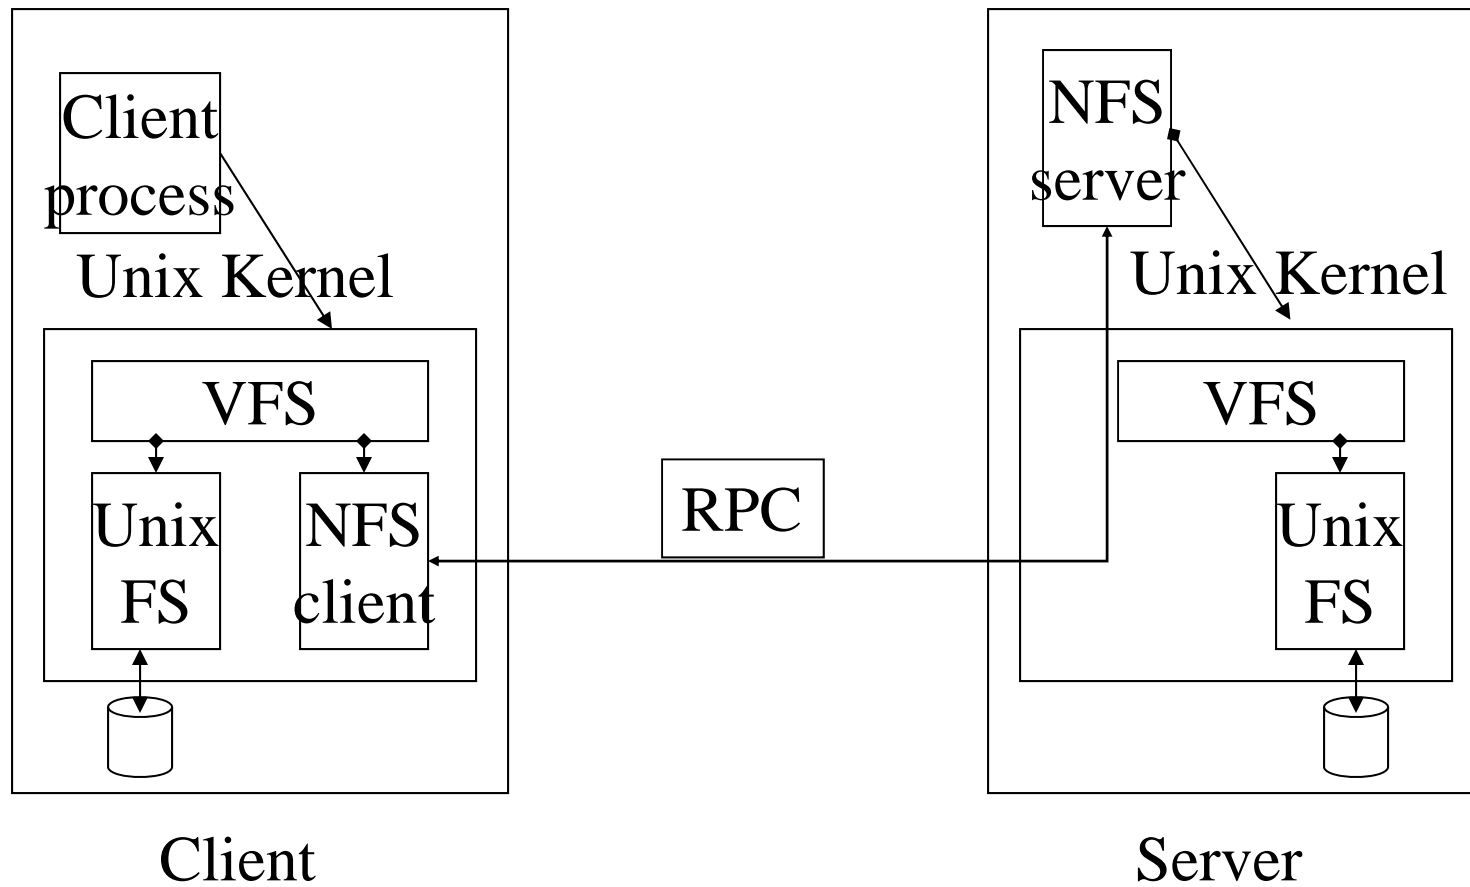 Client
process
Unix Kernel
VFS
Unix
FS
NFS
client
Client
RPC
NFS
server
Unix Kernel
VFS
Unix
FS
Server